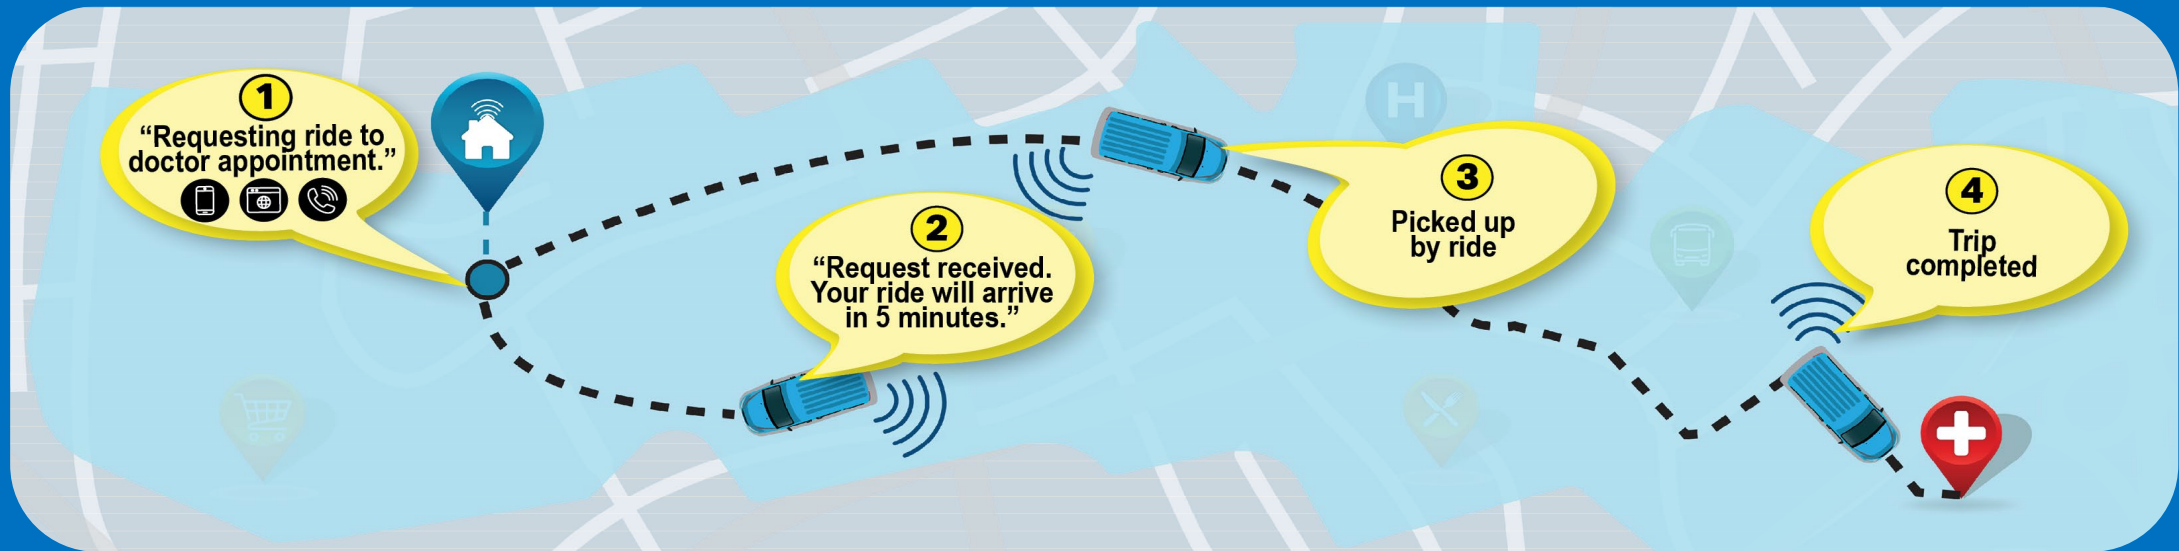 1
“Requesting ride to
doctor appointment.”
2
“Request received.
Your ride will arrive
in 5 minutes.”
H
3
Picked up
by ride
4
Trip
completed